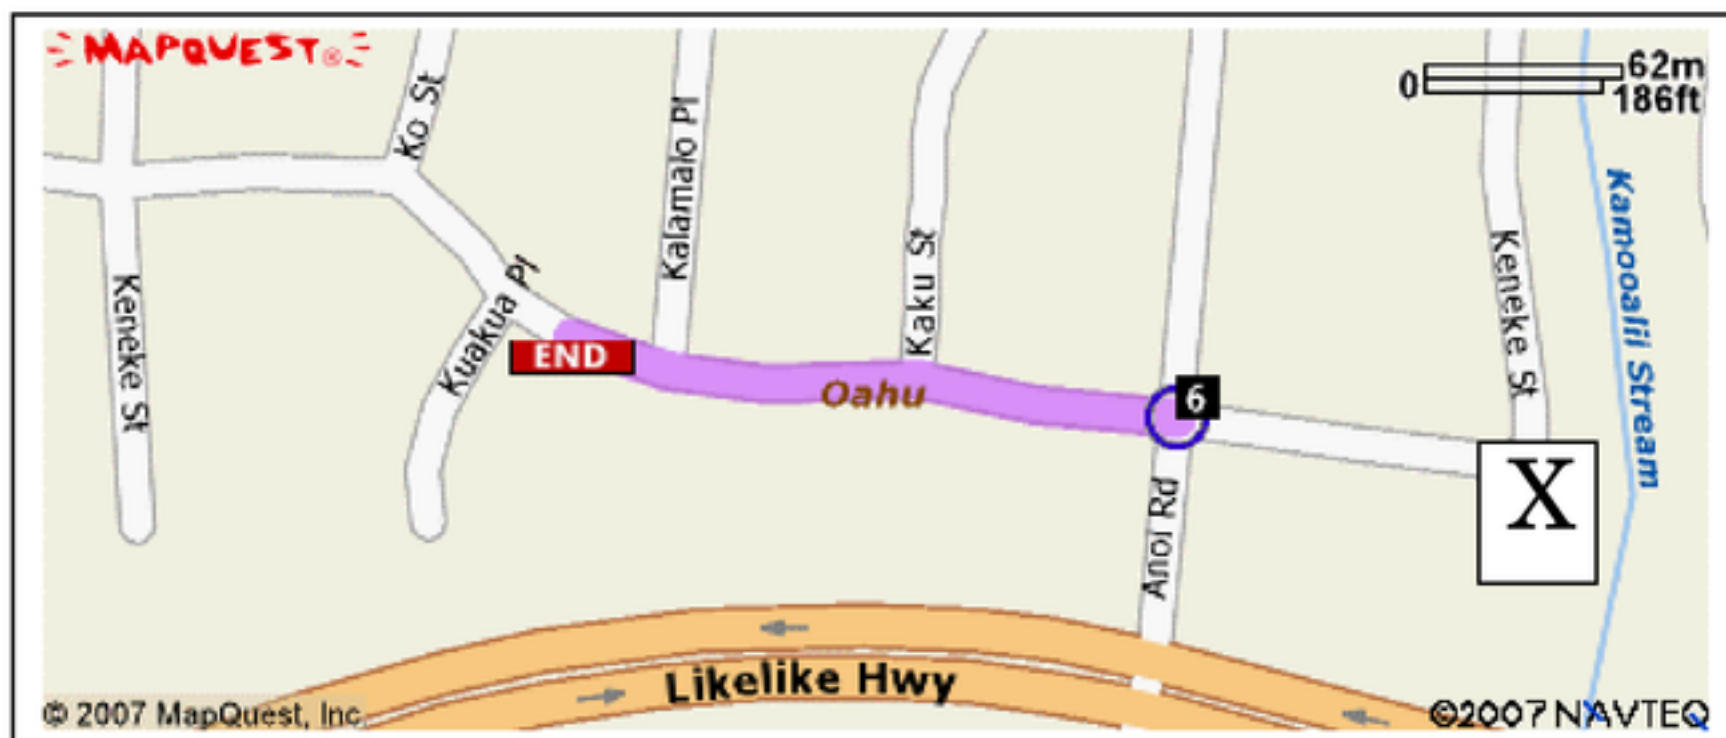 MAPQUEST®
0
62m
186ft
Ko St
Kalamalo Pl
Kaku St
Keneke St
Kamooalii Stream
Keneke St
Kuakua Pl
END
Oahu
6
Anoi Rd
X
Likelike Hwy
© 2007 MapQuest, Inc.
©2007 NAVTEQ